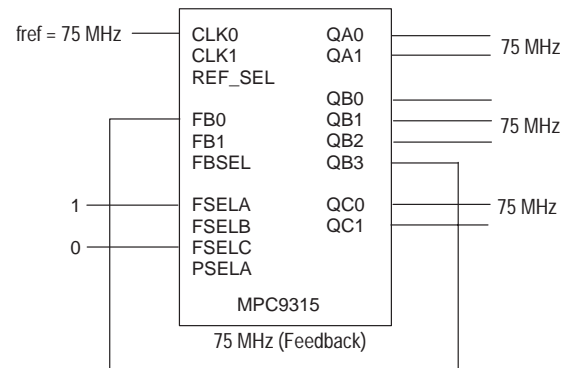 fref = 75 MHz
CLK0
CLK1
REF_SEL
FB0
FB1
FBSEL
1
FSELA
FSELB
0
FSELC
PSELA
QA0
QA1
75 MHz
QB0
QB1
QB2
QB3
75 MHz
QC0
QC1
75 MHz
MPC9315
75 MHz (Feedback)